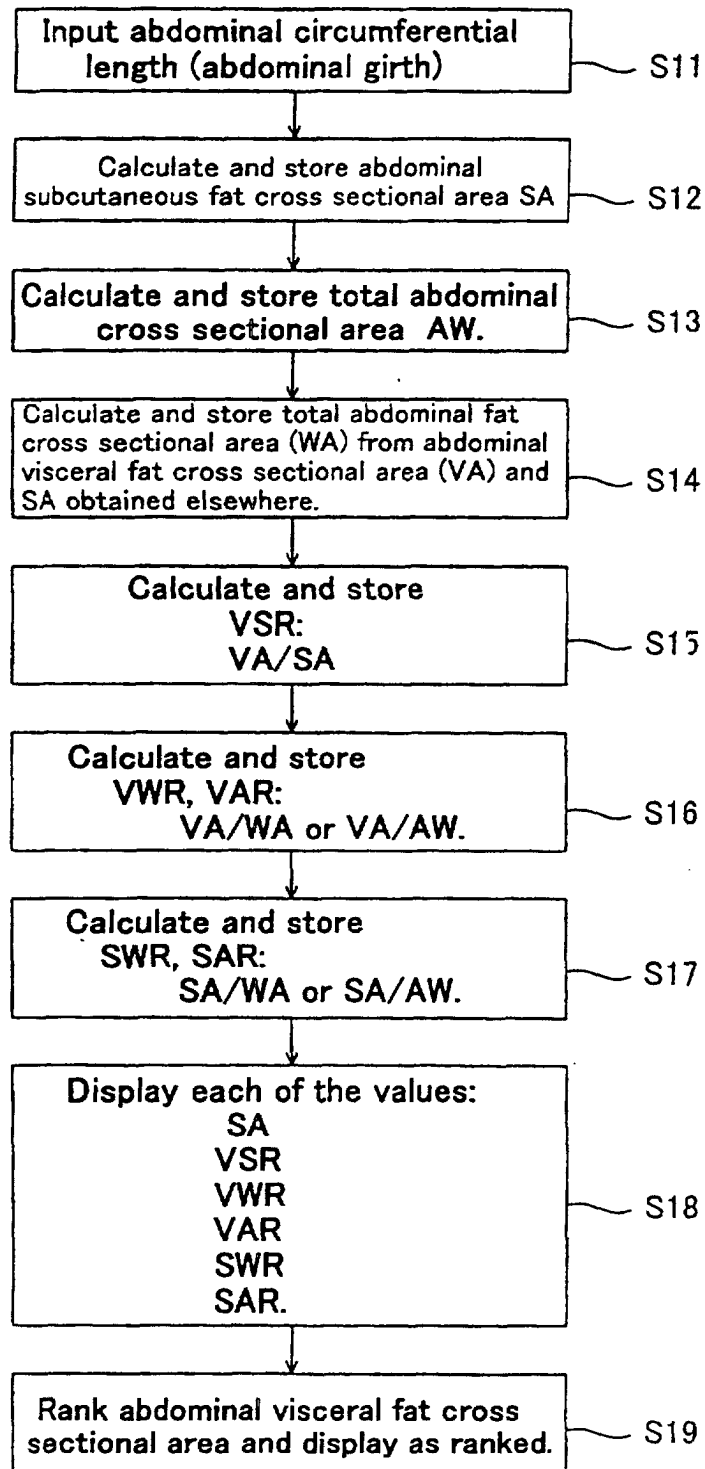 Input abdominal circumferential
length (abdominal girth)
S11
Calculate and store abdominal
subcutaneous fat cross sectional area SA
S12
Calculate and store total abdominal
cross sectional area AW.
S13
Calculate and store total abdominal fat
cross sectional area (WA) from abdominal
visceral fat cross sectional area (VA) and
SA obtained elsewhere.
S14
Calculate and store
VSR:
VA/SA
S15
Calculate and store
VWR, VAR:
VA/WA or VA/AW.
S16
Calculate and store
SWR, SAR:
SA/WA or SA/AW.
S17
Display each of the values:
SA
VSR
VWR
VAR
SWR
SAR.
S18
Rank abdominal visceral fat cross
sectional area and display as ranked.
S19